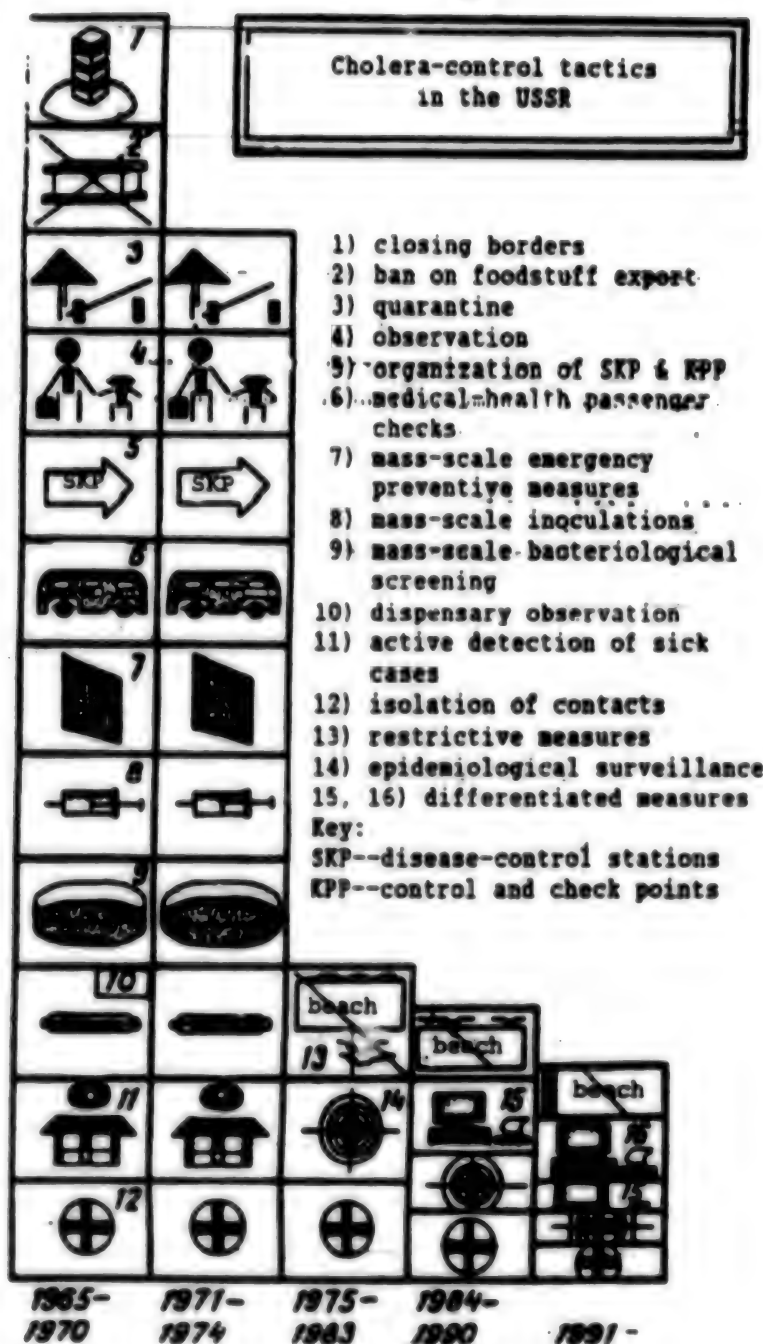 Cholera-control tactics
in the USSR
1
2
3
4
5
SKP
SKP
6
7
8
9
10
beach
13
beach
beach
11
14
15
16
15
12
1) closing borders
2) ban on foodstuff export
3) quarantine
4) observation
5) organization of SKP & KPP
6) medical-health passenger
checks
7) mass-scale emergency
preventive measures
8) mass-scale inoculations
9) mass-scale bacteriological
screening
10) dispensary observation
11) active detection of sick
cases
12) isolation of contacts
13) restrictive measures
14) epidemiological surveillance
15, 16) differentiated measures
Key:
SKP--disease-control stations
KPP--control and check points
1965-
1970
1971-
1974
1975-
1983
1984-
1990
1991-